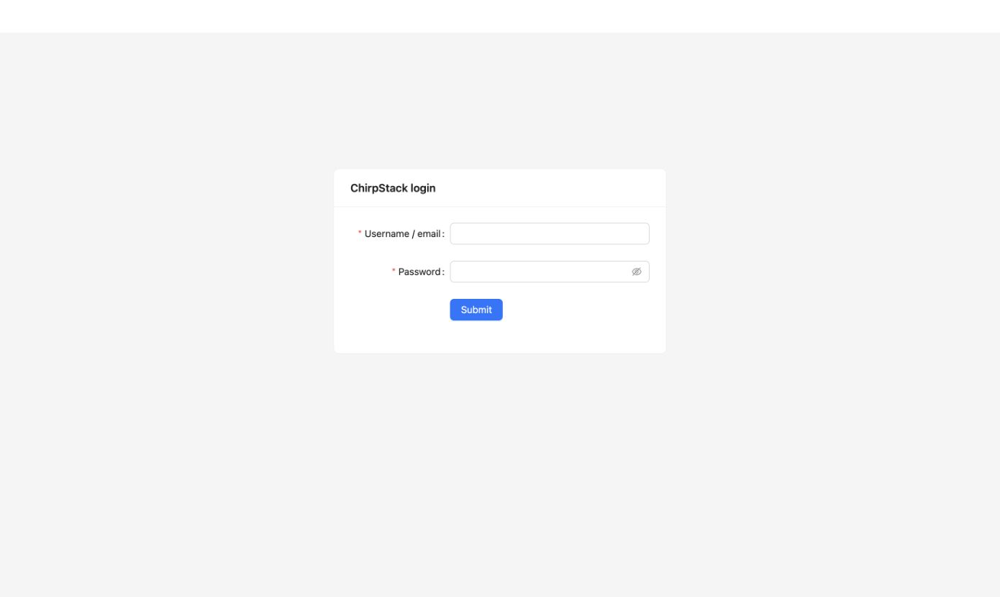 ChirpStack login
* Username / email :
* Password :
Submit